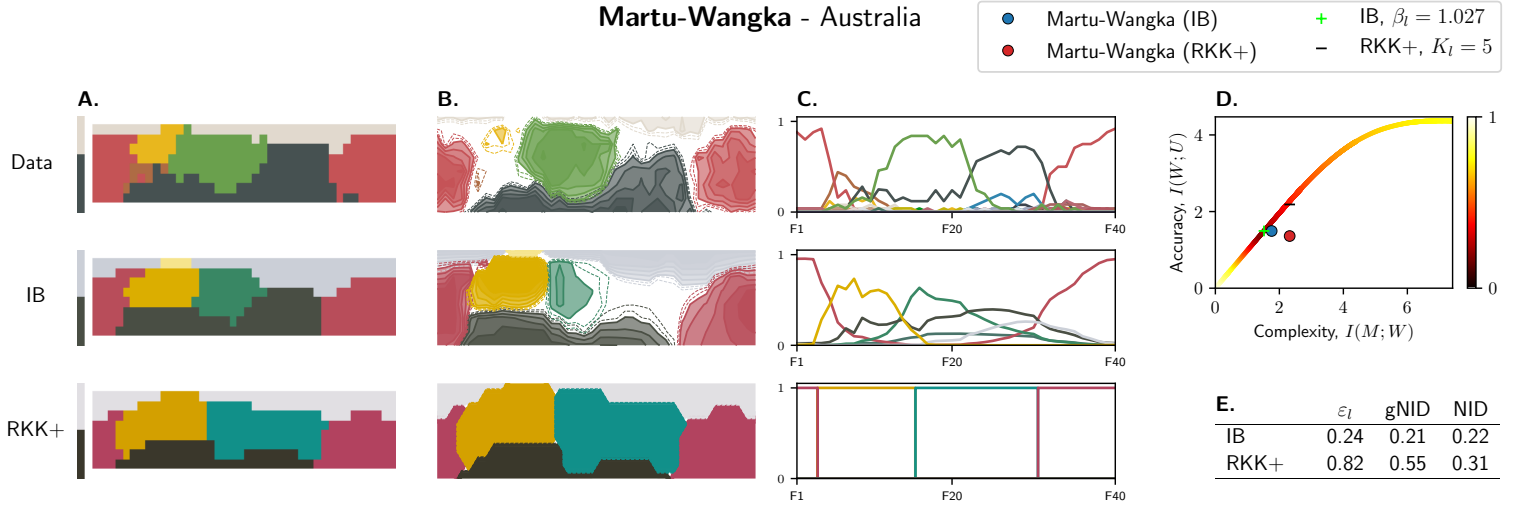 Martu-Wangka - Australia
Martu-Wangka (IB)
Martu-Wangka (RKK+)
IB, βl = 1.027
RKK+, Kl = 5
A.
B.
C.
D.
Data
IB
RKK+
1
0
F1
F20
F40
1
0
F1
F20
F40
1
0
F1
F20
F40
Accuracy, I(W; U)
4
2
0
0
2
4
6
Complexity, I(M; W)
1
0
E.
εl gNID NID
IB 0.24 0.21 0.22
RKK+ 0.82 0.55 0.31